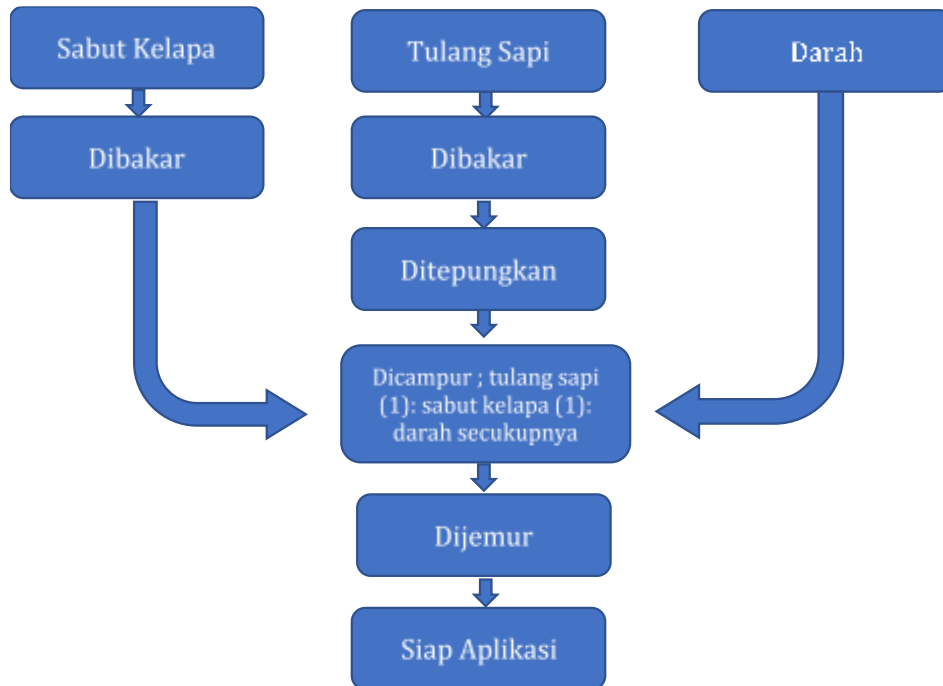 Sabut Kelapa
Tulang Sapi
Darah
Dibakar
Dibakar
Ditepungkan
Dicampur ; tulang sapi
(1): sabut kelapa (1):
darah secukupnya
Dijemur
Siap Aplikasi